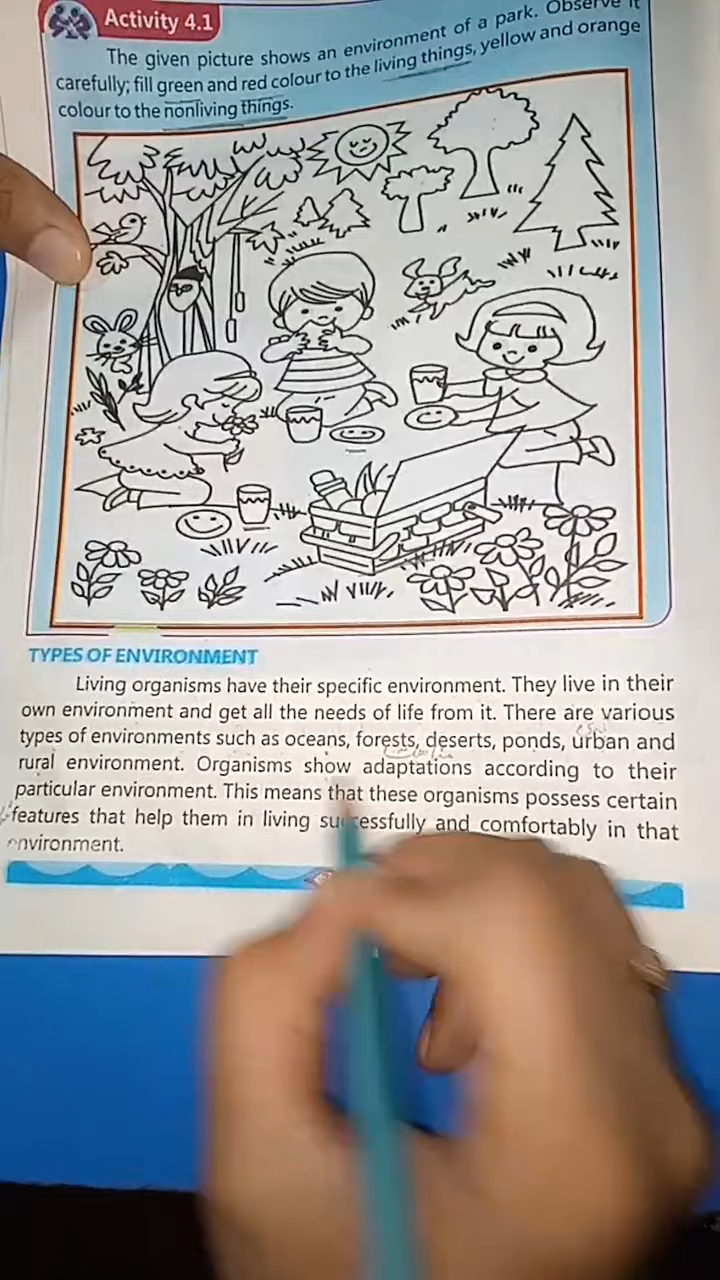 Activity 4.1
The given picture shows an environment of a park. Observe it
carefully; fill green and red colour to the living things, yellow and orange
colour to the nonliving things.
TYPES OF ENVIRONMENT
Living organisms have their specific environment. They live in their
own environment and get all the needs of life from it. There are various
types of environments such as oceans, forests, deserts, ponds, urban and
rural environment. Organisms show adaptations according to their
particular environment. This means that these organisms possess certain
features that help them in living successfully and comfortably in that
environment.